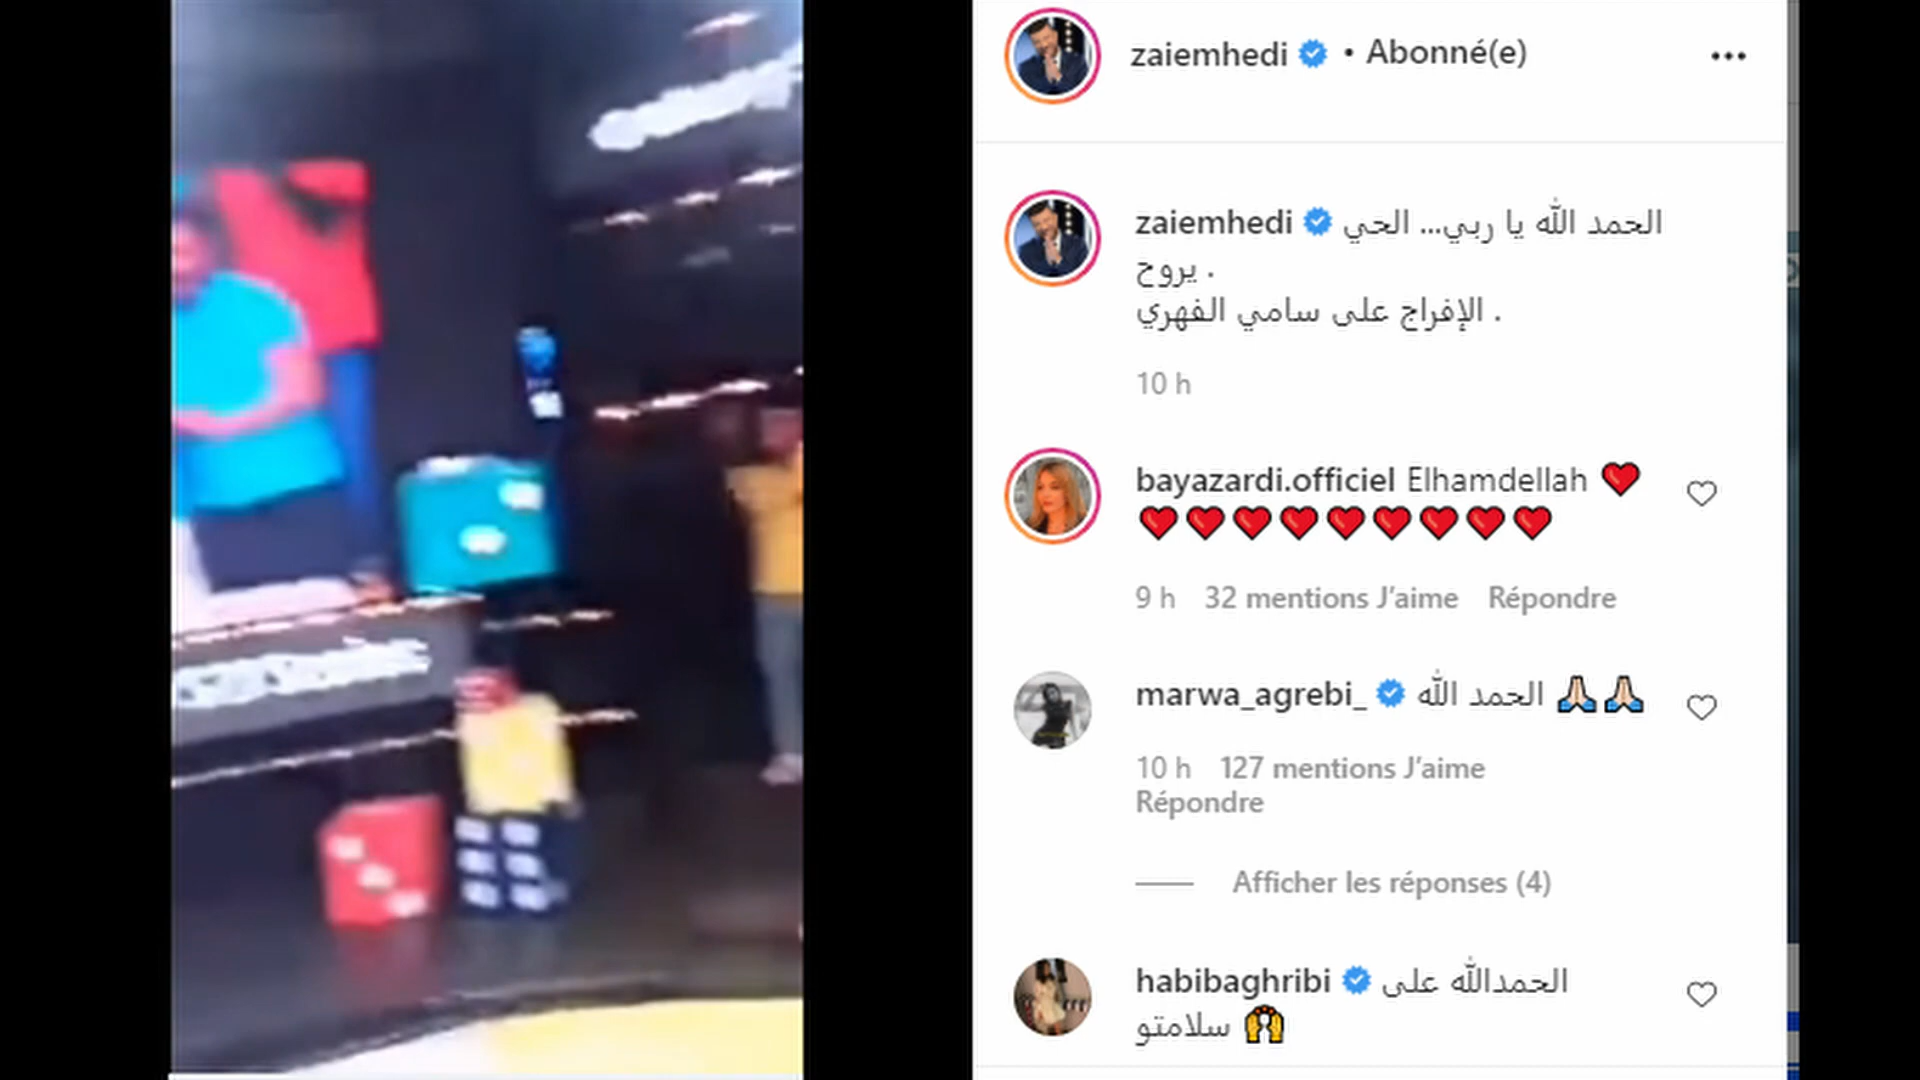 zaiemhedi • Abonné(e)
zaiemhedi الحمد الله يا ربي... الحي
يروح .
الإفراج على سامي الفهري .
10 h
bayazardi.officiel Elhamdellah ❤️
❤️❤️❤️❤️❤️❤️❤️❤️❤️
9 h 32 mentions J’aime Répondre
marwa_agrebi_ الحمد الله 🙏🏻🙏🏻
10 h 127 mentions J’aime
Répondre
Afficher les réponses (4)
habibaghribi الحمدالله على
سلامتو 🙌